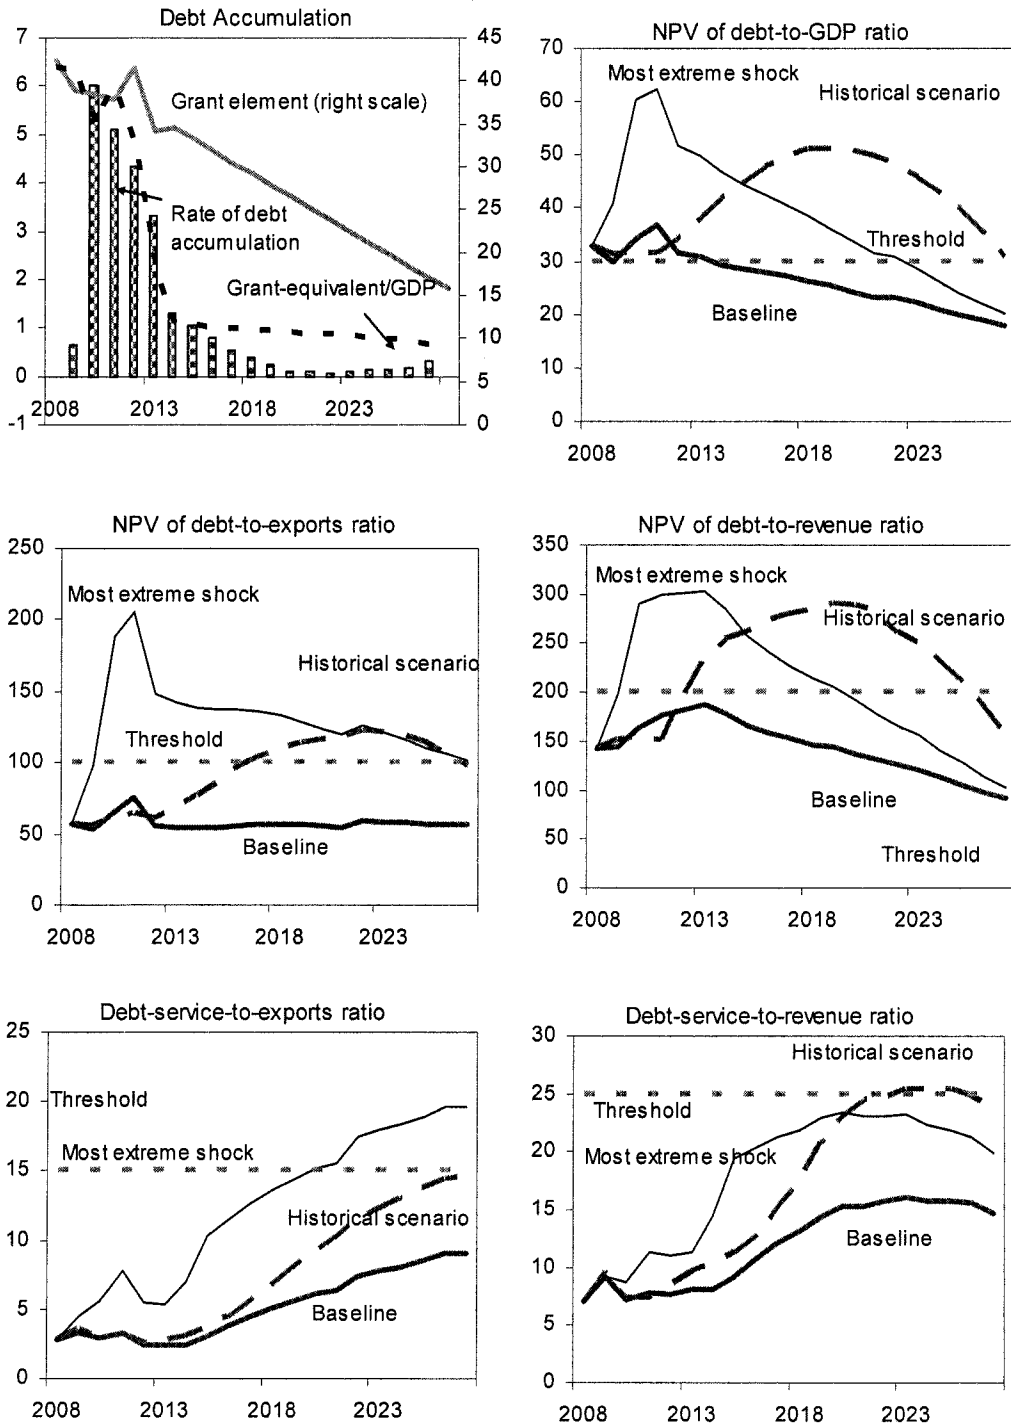 Debt Accumulation
7
6
5
4
3
2
1
0
-1
45
40
35
30
25
20
15
10
5
0
Grant element (right scale)
Rate of debt
accumulation
Grant-equivalent/GDP
2008 2013 2018 2023
NPV of debt-to-GDP ratio
70
60
50
40
30
20
10
0
Most extreme shock
Historical scenario
Threshold
Baseline
2008 2013 2018 2023
NPV of debt-to-exports ratio
250
200
150
100
50
0
Most extreme shock
Historical scenario
Threshold
Baseline
2008 2013 2018 2023
NPV of debt-to-revenue ratio
350
300
250
200
150
100
50
0
Most extreme shock
Historical scenario
Baseline
Threshold
2008 2013 2018 2023
Debt-service-to-exports ratio
25
20
15
10
5
0
Threshold
Most extreme shock
Historical scenario
Baseline
2008 2013 2018 2023
Debt-service-to-revenue ratio
30
25
20
15
10
5
0
Historical scenario
Threshold
Most extreme shock
Baseline
2008 2013 2018 2023